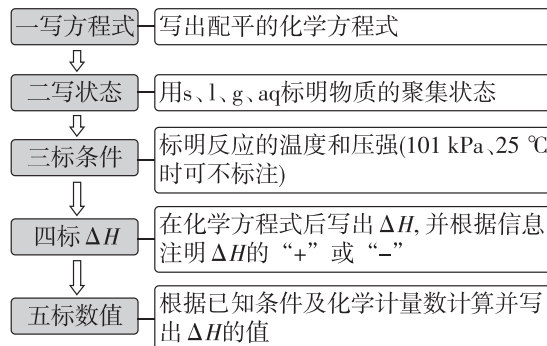 一写方程式
写出配平的化学方程式
二写状态
用s、l、g、aq标明物质的聚集状态
三标条件
标明反应的温度和压强(101 kPa、25 ℃
时可不标注)
四标ΔH
在化学方程式后写出ΔH, 并根据信息
注明ΔH的“+”或“−”
五标数值
根据已知条件及化学计量数计算并写
出ΔH的值